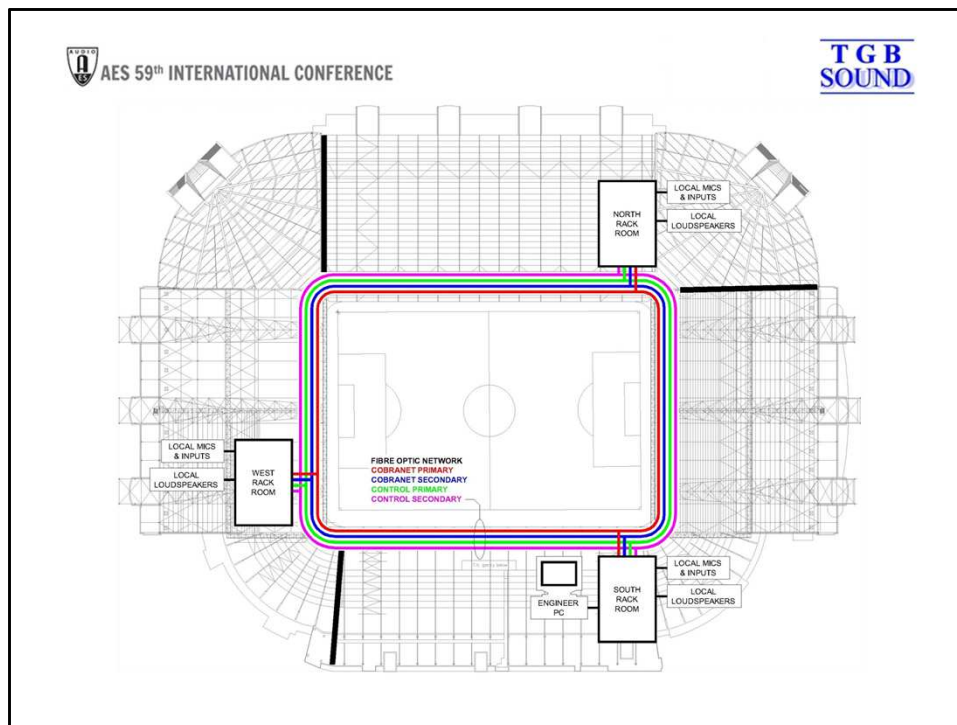 AUDIO
AES
AES 59th INTERNATIONAL CONFERENCE
TGB
SOUND
NORTH
RACK
ROOM
LOCAL MICS
& INPUTS
LOCAL
LOUDSPEAKERS
LOCAL MICS
& INPUTS
LOCAL
LOUDSPEAKERS
WEST
RACK
ROOM
FIBRE OPTIC NETWORK
COBRANET PRIMARY
COBRANET SECONDARY
CONTROL PRIMARY
CONTROL SECONDARY
ENGINEER
PC
SOUTH
RACK
ROOM
LOCAL MICS
& INPUTS
LOCAL
LOUDSPEAKERS